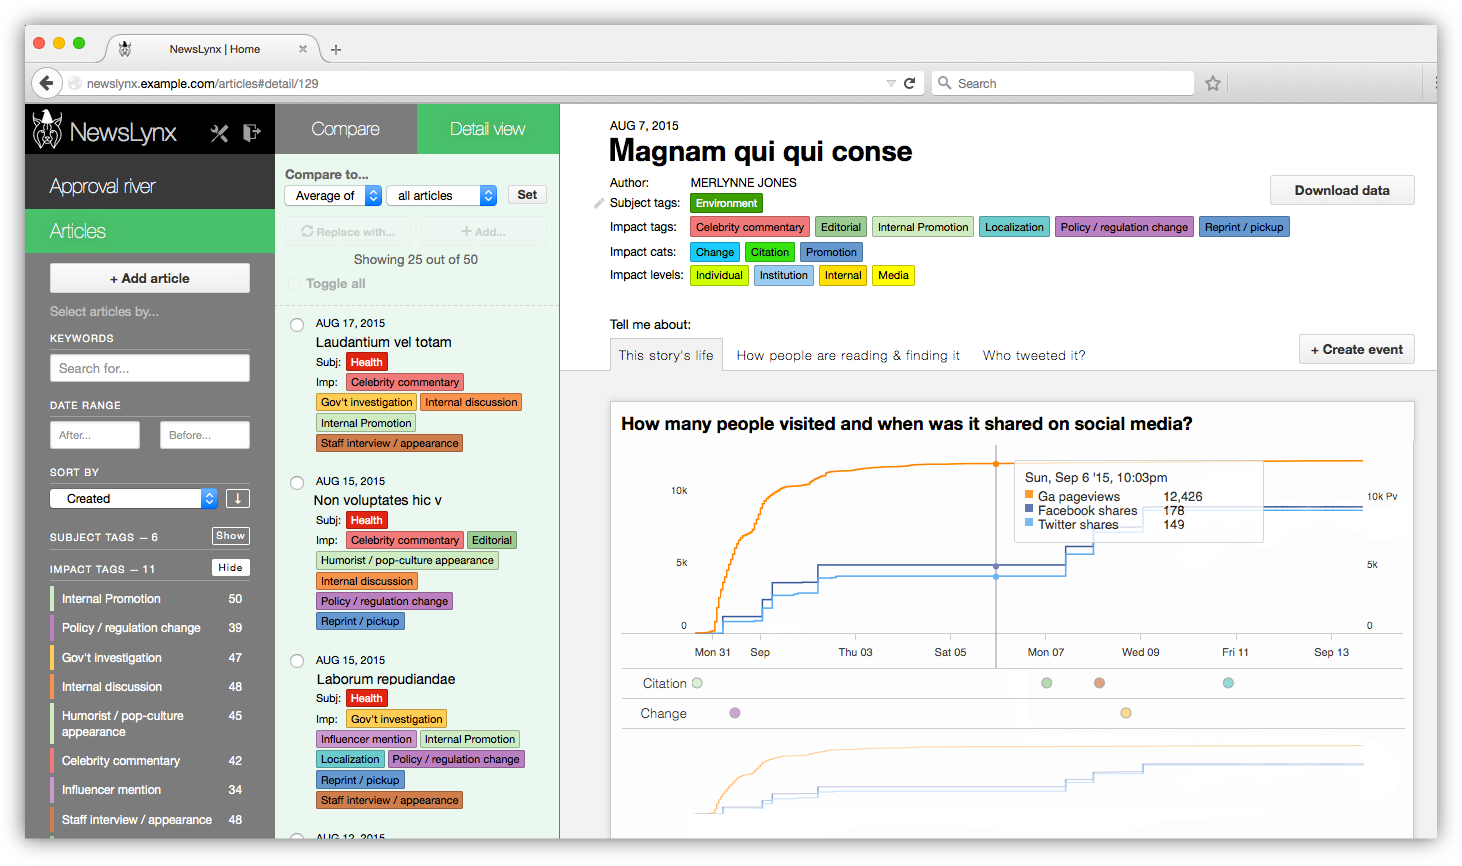 NewsLynx | Home
newslynx.example.com/articles#detail/129
Search
NewsLynx
Approval river
Articles
+ Add article
Select articles by...
KEYWORDS
Search for...
DATE RANGE
After... Before...
SORT BY
Created
SUBJECT TAGS – 6 Show
IMPACT TAGS – 11 Hide
Internal Promotion 50
Policy / regulation change 39
Gov't investigation 47
Internal discussion 48
Humorist / pop-culture
appearance 45
Celebrity commentary 42
Influencer mention 34
Staff interview / appearance 48
Compare Detail view
Compare to...
Average of all articles Set
Replace with... + Add...
Showing 25 out of 50
Toggle all
AUG 17, 2015
Laudantium vel totam
Subj: Health
Imp: Celebrity commentary
Gov't investigation Internal discussion
Internal Promotion
Staff interview / appearance
AUG 15, 2015
Non voluptates hic v
Subj: Health
Imp: Celebrity commentary Editorial
Humorist / pop-culture appearance
Internal discussion
Policy / regulation change
Reprint / pickup
AUG 15, 2015
Laborum repudiandae
Subj: Health
Imp: Gov't investigation
Influencer mention Internal Promotion
Localization Policy / regulation change
Reprint / pickup
Staff interview / appearance
AUG 12, 2015
AUG 7, 2015
Magnam qui qui conse
Author: MERLYNNE JONES
Subject tags: Environment
Impact tags: Celebrity commentary Editorial Internal Promotion Localization Policy / regulation change Reprint / pickup
Impact cats: Change Citation Promotion
Impact levels: Individual Institution Internal Media
Download data
Tell me about:
This story's life How people are reading & finding it Who tweeted it?
+ Create event
How many people visited and when was it shared on social media?
Sun, Sep 6 '15, 10:03pm
Ga pageviews 12,426
Facebook shares 178
Twitter shares 149
10k 10k Pv
5k 5k
0 0
Mon 31 Sep Thu 03 Sat 05 Mon 07 Wed 09 Fri 11 Sep 13
Citation
Change